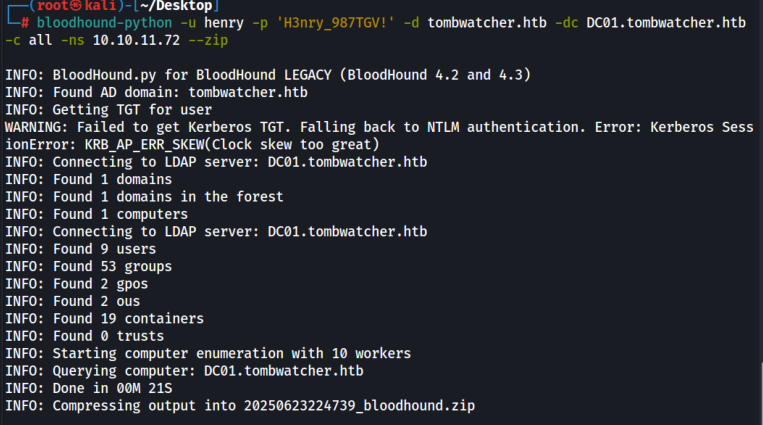 ┌──(root㉿kali)-[~/Desktop]
└─# bloodhound-python -u henry -p 'H3nry_987TGV!' -d tombwatcher.htb -dc DC01.tombwatcher.htb
-c all -ns 10.10.11.72 --zip
INFO: BloodHound.py for BloodHound LEGACY (BloodHound 4.2 and 4.3)
INFO: Found AD domain: tombwatcher.htb
INFO: Getting TGT for user
WARNING: Failed to get Kerberos TGT. Falling back to NTLM authentication. Error: Kerberos Sess
ionError: KRB_AP_ERR_SKEW(Clock skew too great)
INFO: Connecting to LDAP server: DC01.tombwatcher.htb
INFO: Found 1 domains
INFO: Found 1 domains in the forest
INFO: Found 1 computers
INFO: Connecting to LDAP server: DC01.tombwatcher.htb
INFO: Found 9 users
INFO: Found 53 groups
INFO: Found 2 gpos
INFO: Found 2 ous
INFO: Found 19 containers
INFO: Found 0 trusts
INFO: Starting computer enumeration with 10 workers
INFO: Querying computer: DC01.tombwatcher.htb
INFO: Done in 00M 21S
INFO: Compressing output into 20250623224739_bloodhound.zip